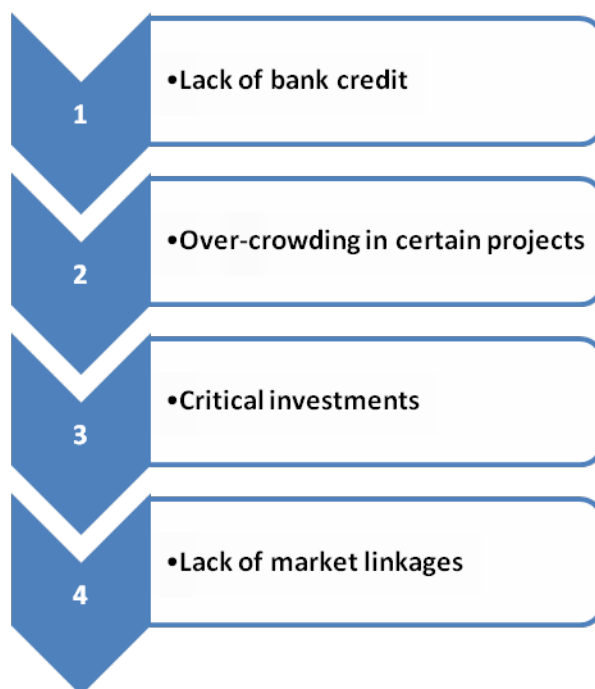 1
•Lack of bank credit
2
•Over-crowding in certain projects
3
•Critical investments
4
•Lack of market linkages